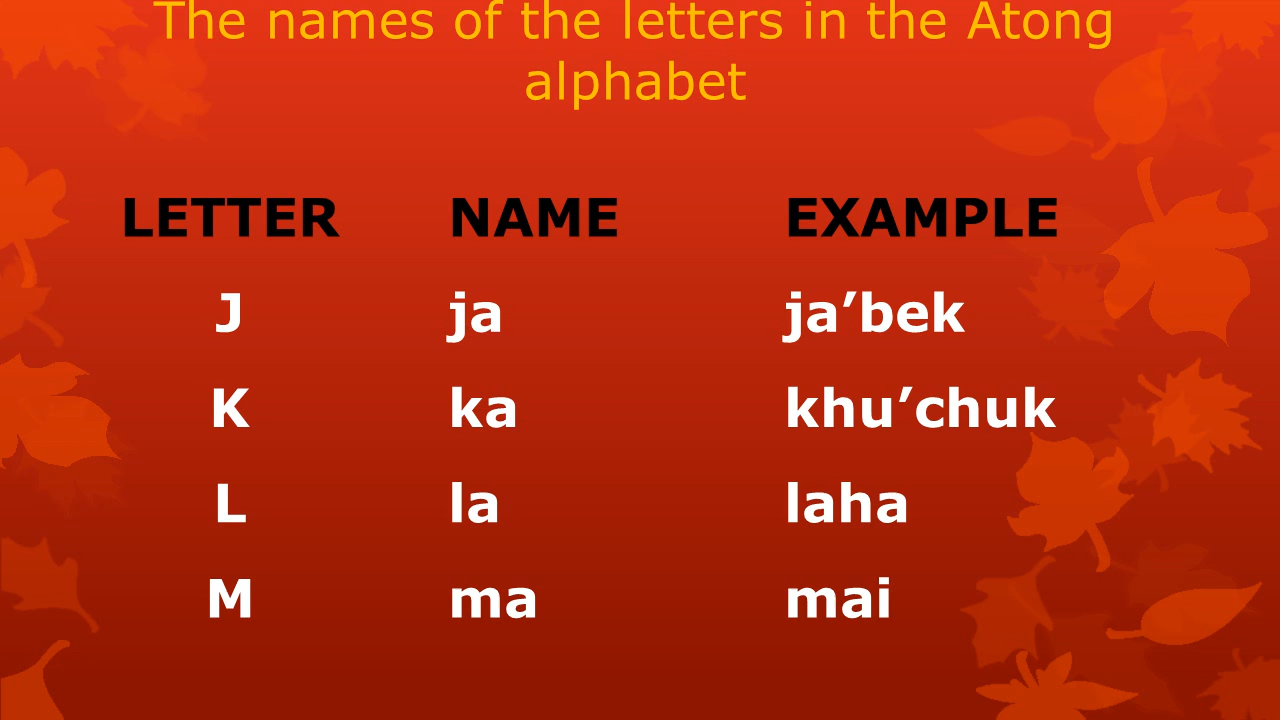 The names of the letters in the Atong
alphabet
LETTER NAME EXAMPLE
J ja ja’bek
K ka khu’chuk
L la laha
M ma mai